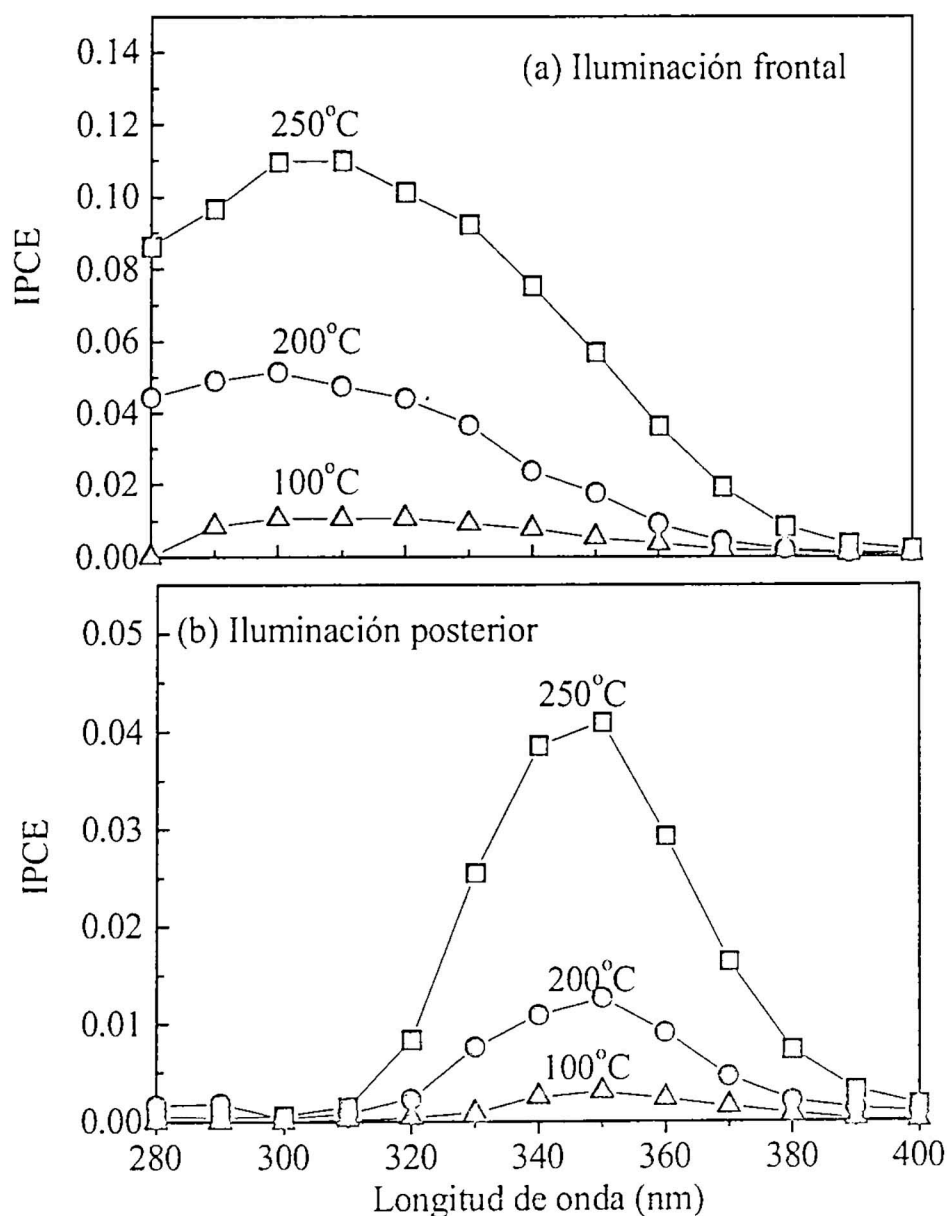 0.14
(a) Iluminación frontal
0.12
250°C
0.10
0.08
IPCE
0.06
200°C
0.04
0.02
100°C
0.00
0.05
(b) Iluminación posterior
250°C
0.04
0.03
IPCE
0.02
200°C
0.01
100°C
0.00
280 300 320 340 360 380 400
Longitud de onda (nm)